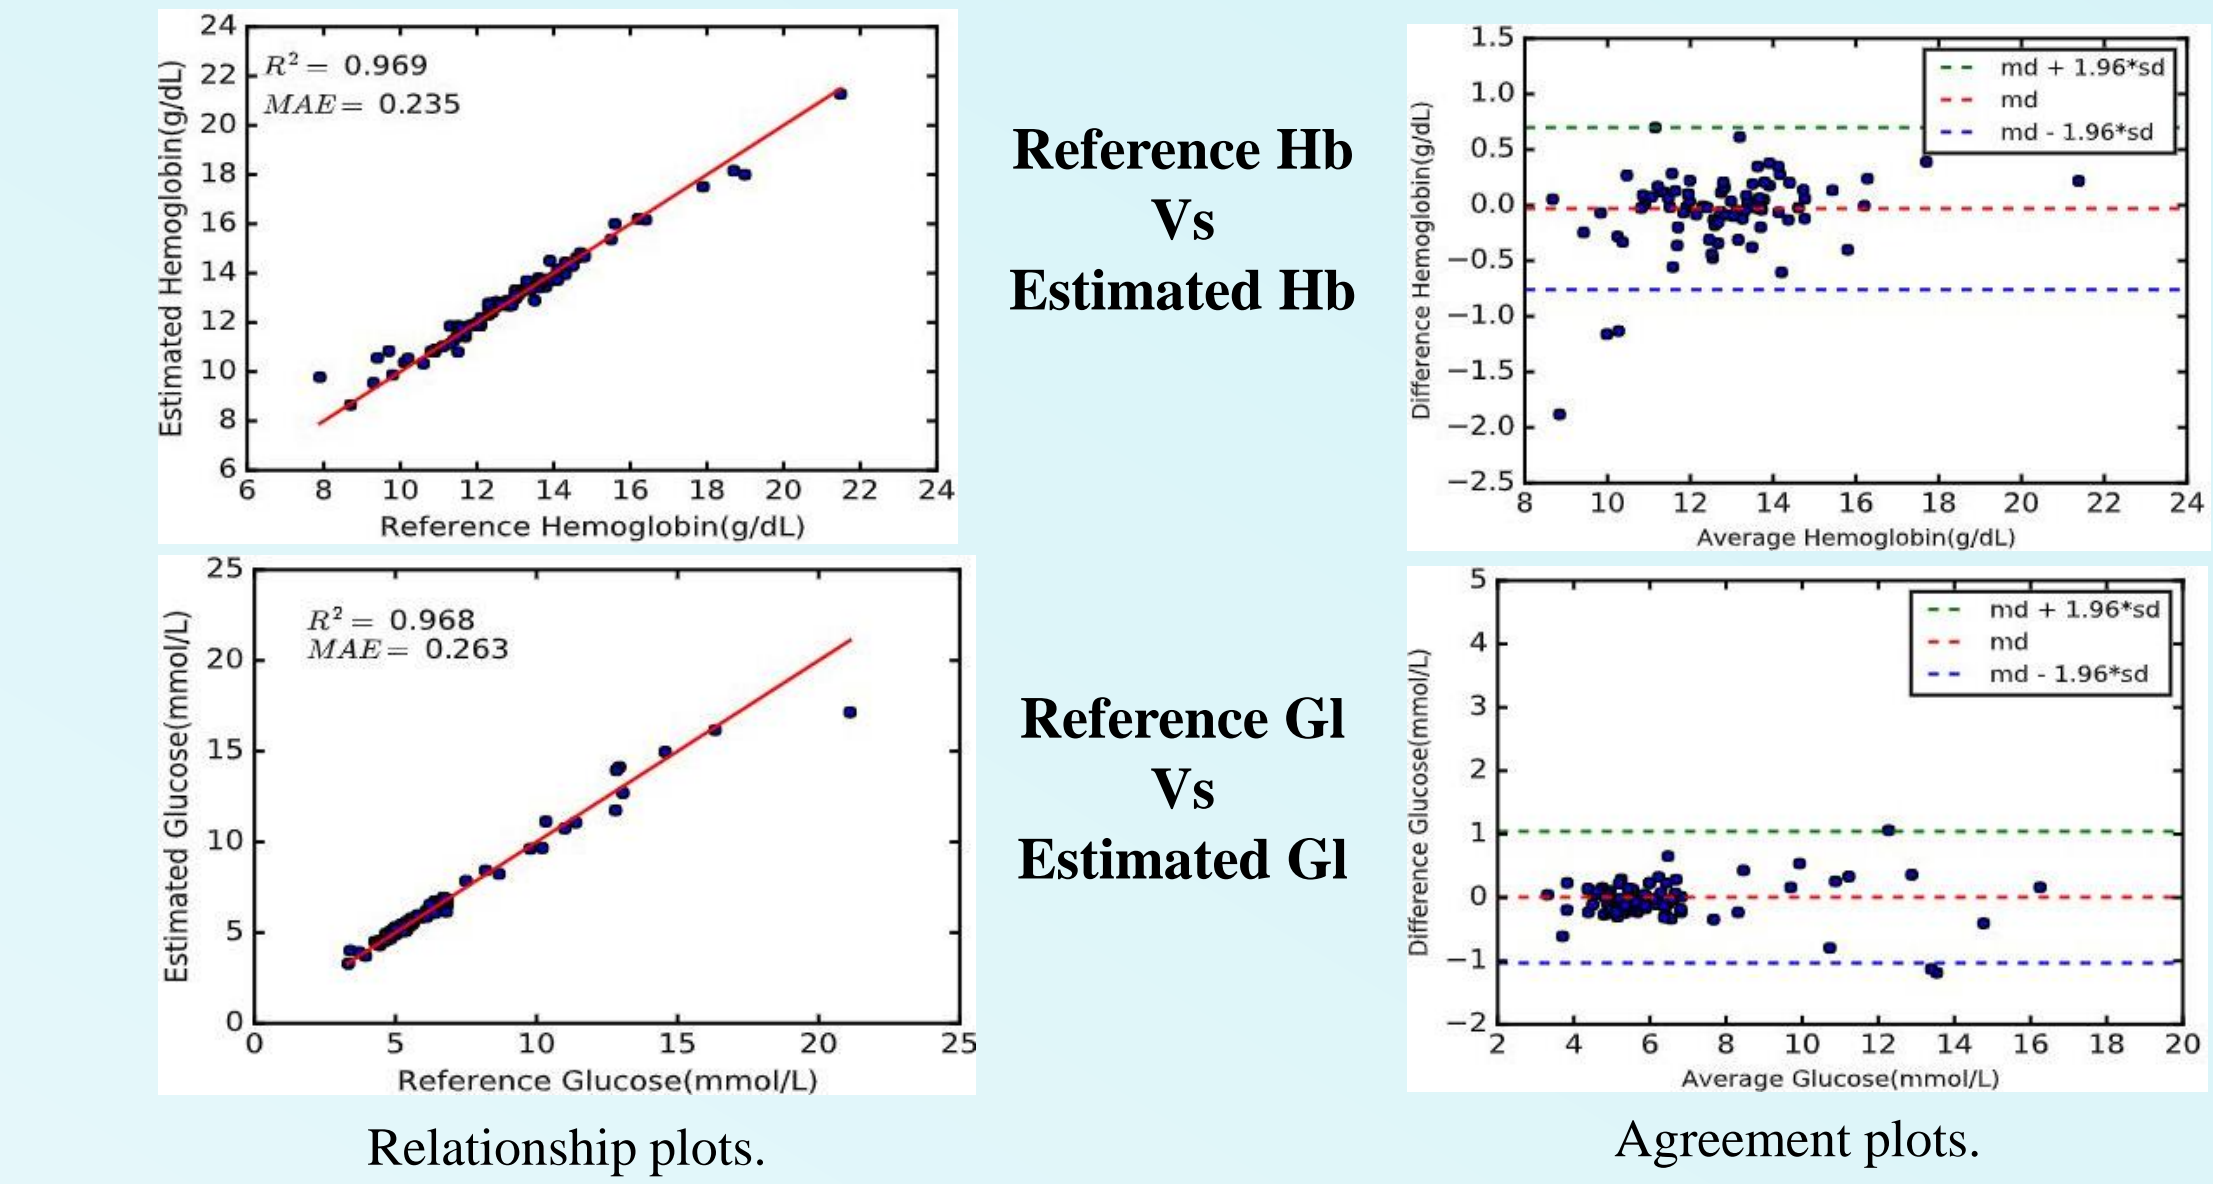 24
22
20
18
16
14
12
10
8
6
6 8 10 12 14 16 18 20 22 24
Estimated Hemoglobin(g/dL)
R² = 0.969
MAE = 0.235
Reference Hemoglobin(g/dL)
Reference Hb
Vs
Estimated Hb
1.5
1.0
0.5
0.0
−0.5
−1.0
−1.5
−2.0
−2.5
8 10 12 14 16 18 20 22 24
Difference Hemoglobin(g/dL)
md + 1.96*sd
md
md - 1.96*sd
Average Hemoglobin(g/dL)
25
20
15
10
5
0
0 5 10 15 20 25
Estimated Glucose(mmol/L)
R² = 0.968
MAE = 0.263
Reference Glucose(mmol/L)
Reference Gl
Vs
Estimated Gl
5
4
3
2
1
0
−1
−2
2 4 6 8 10 12 14 16 18 20
Difference Glucose(mmol/L)
md + 1.96*sd
md
md - 1.96*sd
Average Glucose(mmol/L)
Relationship plots.
Agreement plots.